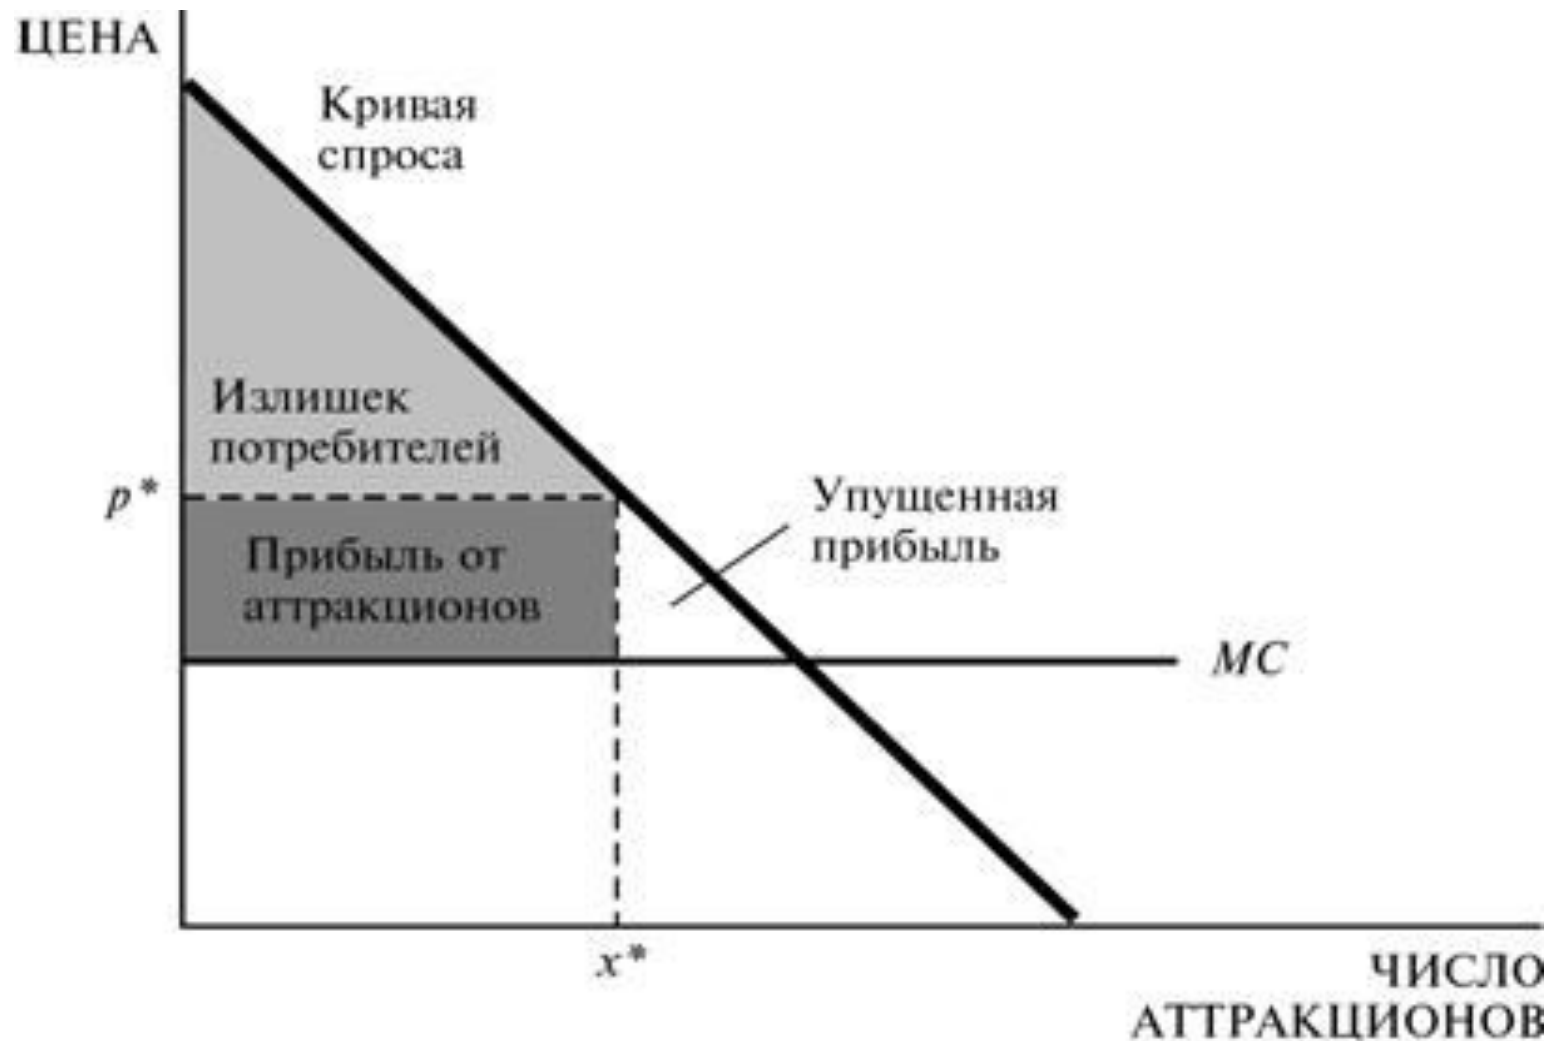 ЦЕНА
Кривая
спроса
Излишек
потребителей
p*
Прибыль от
аттракционов
Упущенная
прибыль
MC
x*
ЧИСЛО
АТТРАКЦИОНОВ